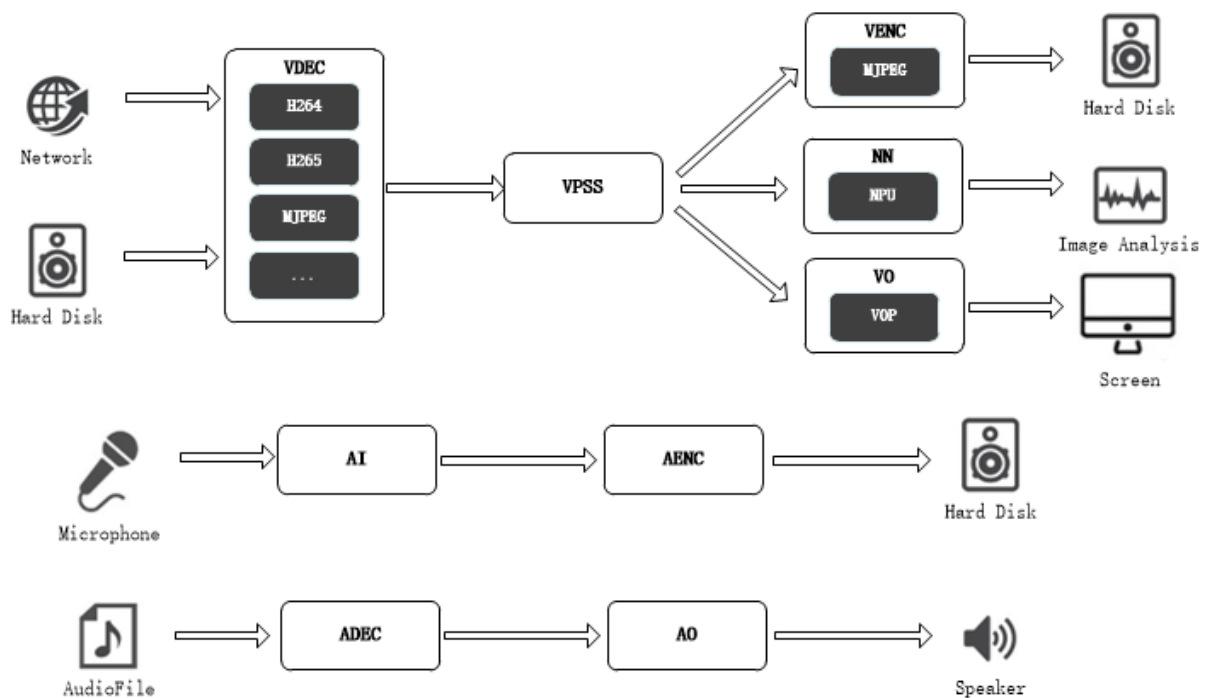 Network
Hard Disk
VDEC
H264
H265
MJPEG
...
VPSS
VENC
MJPEG
Hard Disk
NN
NPU
Image Analysis
VO
VOP
Screen
Microphone
AI
AENC
Hard Disk
AudioFile
ADEC
AO
Speaker